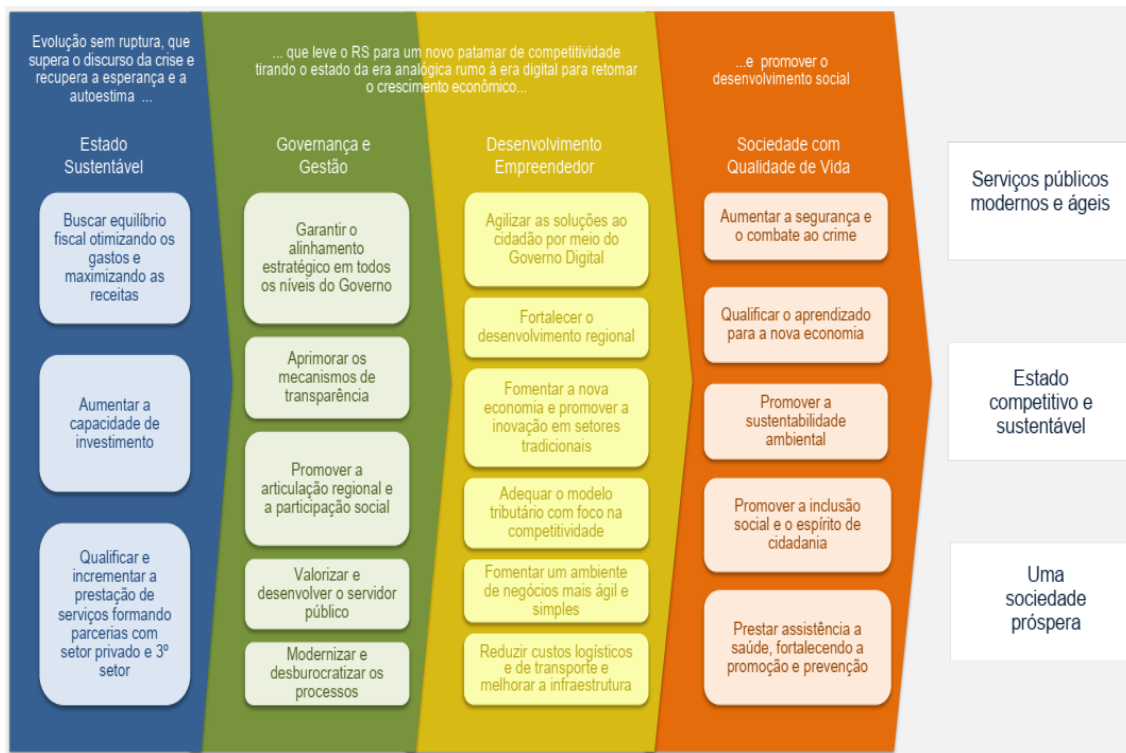 Evolução sem ruptura, que
supera o discurso da crise e
recupera a esperança e a
autoestima ...
... que leve o RS para um novo patamar de competitividade
tirando o estado da era analógica rumo à era digital para retomar
o crescimento econômico...
...e promover o
desenvolvimento social
Estado
Sustentável
Buscar equilíbrio
fiscal otimizando os
gastos e
maximizando as
receitas
Aumentar a
capacidade de
investimento
Qualificar e
incrementar a
prestação de
serviços formando
parcerias com
setor privado e 3º
setor
Governança e
Gestão
Garantir o
alinhamento
estratégico em todos
os níveis do Governo
Aprimorar os
mecanismos de
transparência
Promover a
articulação regional e
a participação social
Valorizar e
desenvolver o servidor
público
Modernizar e
desburocratizar os
processos
Desenvolvimento
Empreendedor
Agilizar as soluções ao
cidadão por meio do
Governo Digital
Fortalecer o
desenvolvimento regional
Fomentar a nova
economia e promover a
inovação em setores
tradicionais
Adequar o modelo
tributário com foco na
competitividade
Fomentar um ambiente
de negócios mais ágil e
simples
Reduzir custos logísticos
e de transporte e
melhorar a infraestrutura
Sociedade com
Qualidade de Vida
Aumentar a segurança e
o combate ao crime
Qualificar o aprendizado
para a nova economia
Promover a
sustentabilidade
ambiental
Promover a inclusão
social e o espírito de
cidadania
Prestar assistência a
saúde, fortalecendo a
promoção e prevenção
Serviços públicos
modernos e ágeis
Estado
competitivo e
sustentável
Uma
sociedade
próspera